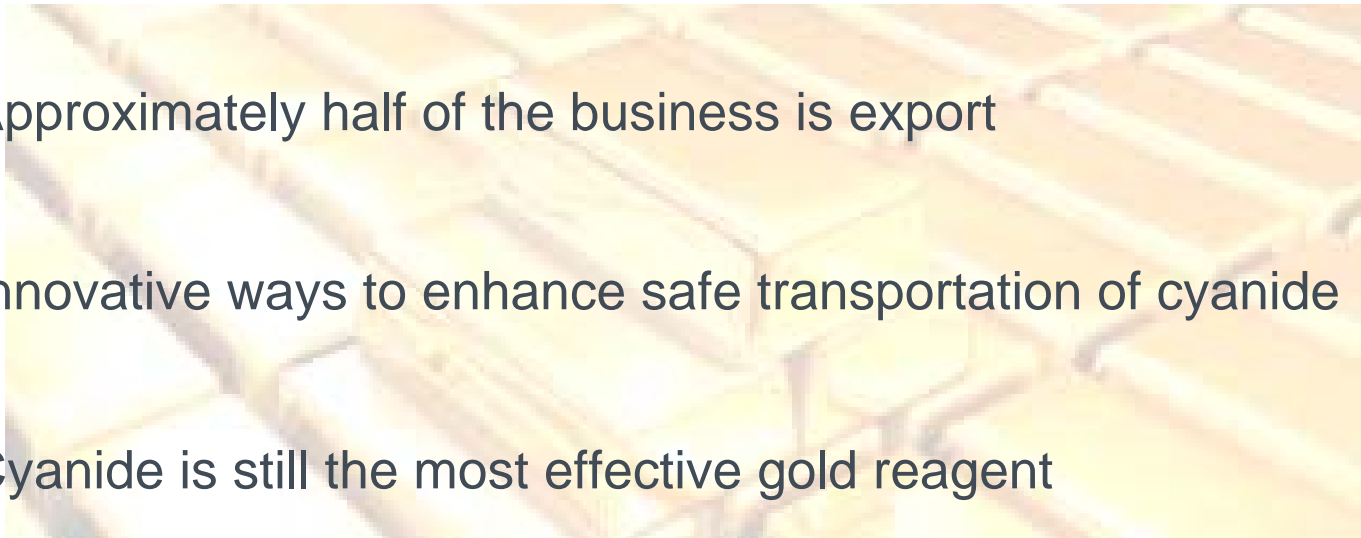 pproximately half of the business is export
nnovative ways to enhance safe transportation of cyanide
Cyanide is still the most effective gold reagent